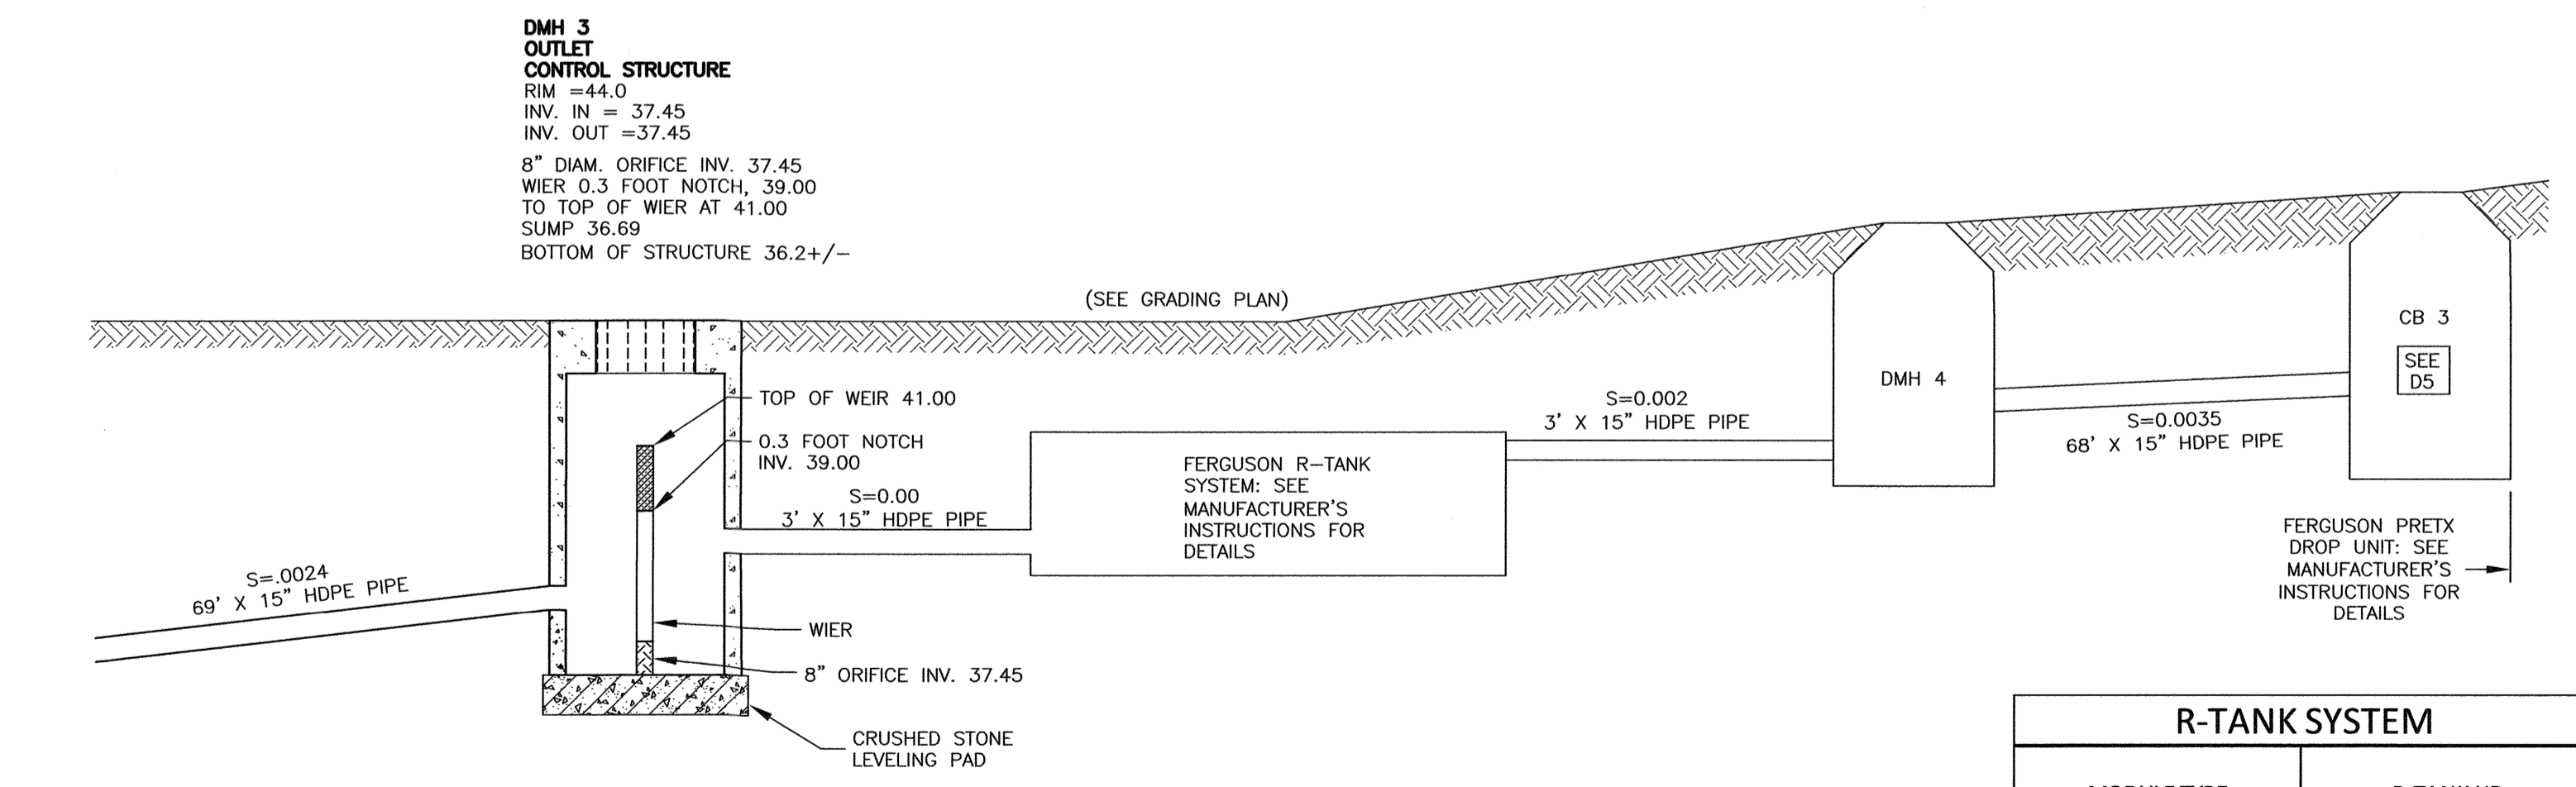 DMH 3
OUTLET
CONTROL STRUCTURE
RIM =44.0
INV. IN = 37.45
INV. OUT =37.45
8" DIAM. ORIFICE INV. 37.45
WIER 0.3 FOOT NOTCH, 39.00
TO TOP OF WIER AT 41.00
SUMP 36.69
BOTTOM OF STRUCTURE 36.2+/-
(SEE GRADING PLAN)
TOP OF WEIR 41.00
0.3 FOOT NOTCH
INV. 39.00
S=0.00
3' X 15" HDPE PIPE
FERGUSON R-TANK
SYSTEM: SEE
MANUFACTURER'S
INSTRUCTIONS FOR
DETAILS
S=0.002
3' X 15" HDPE PIPE
DMH 4
S=0.0035
68' X 15" HDPE PIPE
CB 3
SEE
D5
FERGUSON PRETX
DROP UNIT: SEE
MANUFACTURER'S
INSTRUCTIONS FOR
DETAILS
S=.0024
69' X 15" HDPE PIPE
WIER
8" ORIFICE INV. 37.45
CRUSHED STONE
LEVELING PAD
R-TANK SYSTEM